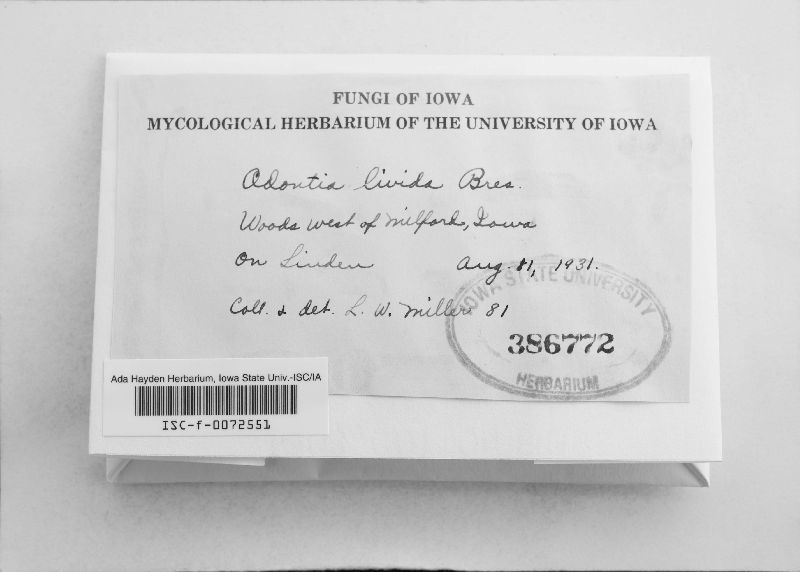 FUNGI OF IOWA
MYCOLOGICAL HERBARIUM OF THE UNIVERSITY OF IOWA
Odontia livida Bres.
Woods west of Milford, Iowa
On Linden Aug. 11, 1931.
Coll. & det. L. W. Miller 81
IOWA STATE UNIVERSITY
386772
HERBARIUM
Ada Hayden Herbarium, Iowa State Univ.-ISC/IA
ISC-f-0072551